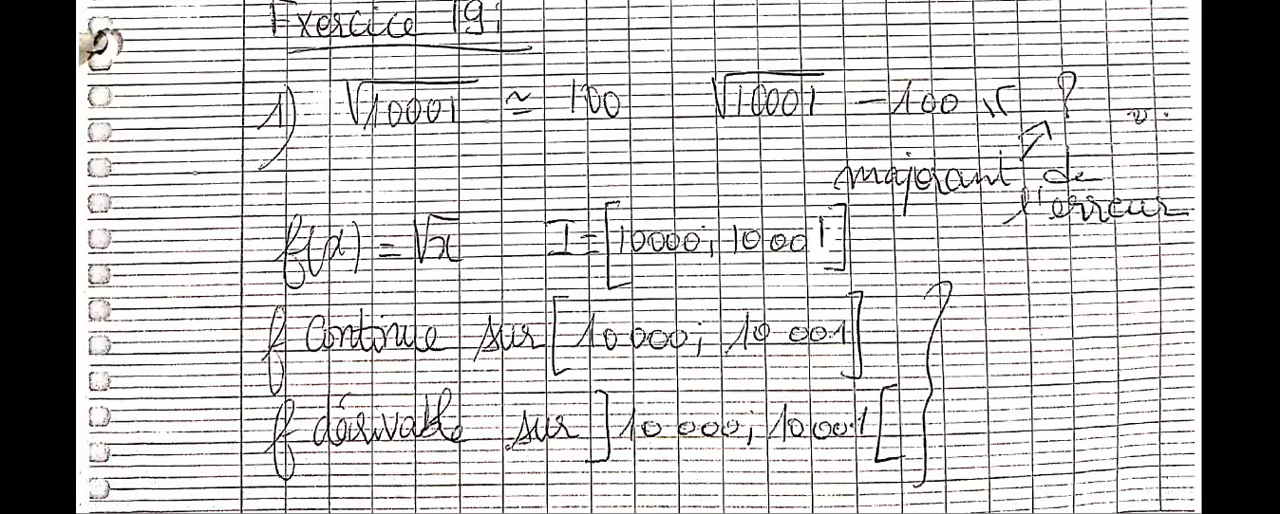 Exercice 19:
1) √10001 ≃ 100 √10001 - 100 ⩽ ?
majorant de
l'erreur
f(x) = √x I = [10000; 10001]
f continue sur [10 000; 10 001]
f dérivable sur ]10 000; 10 001[